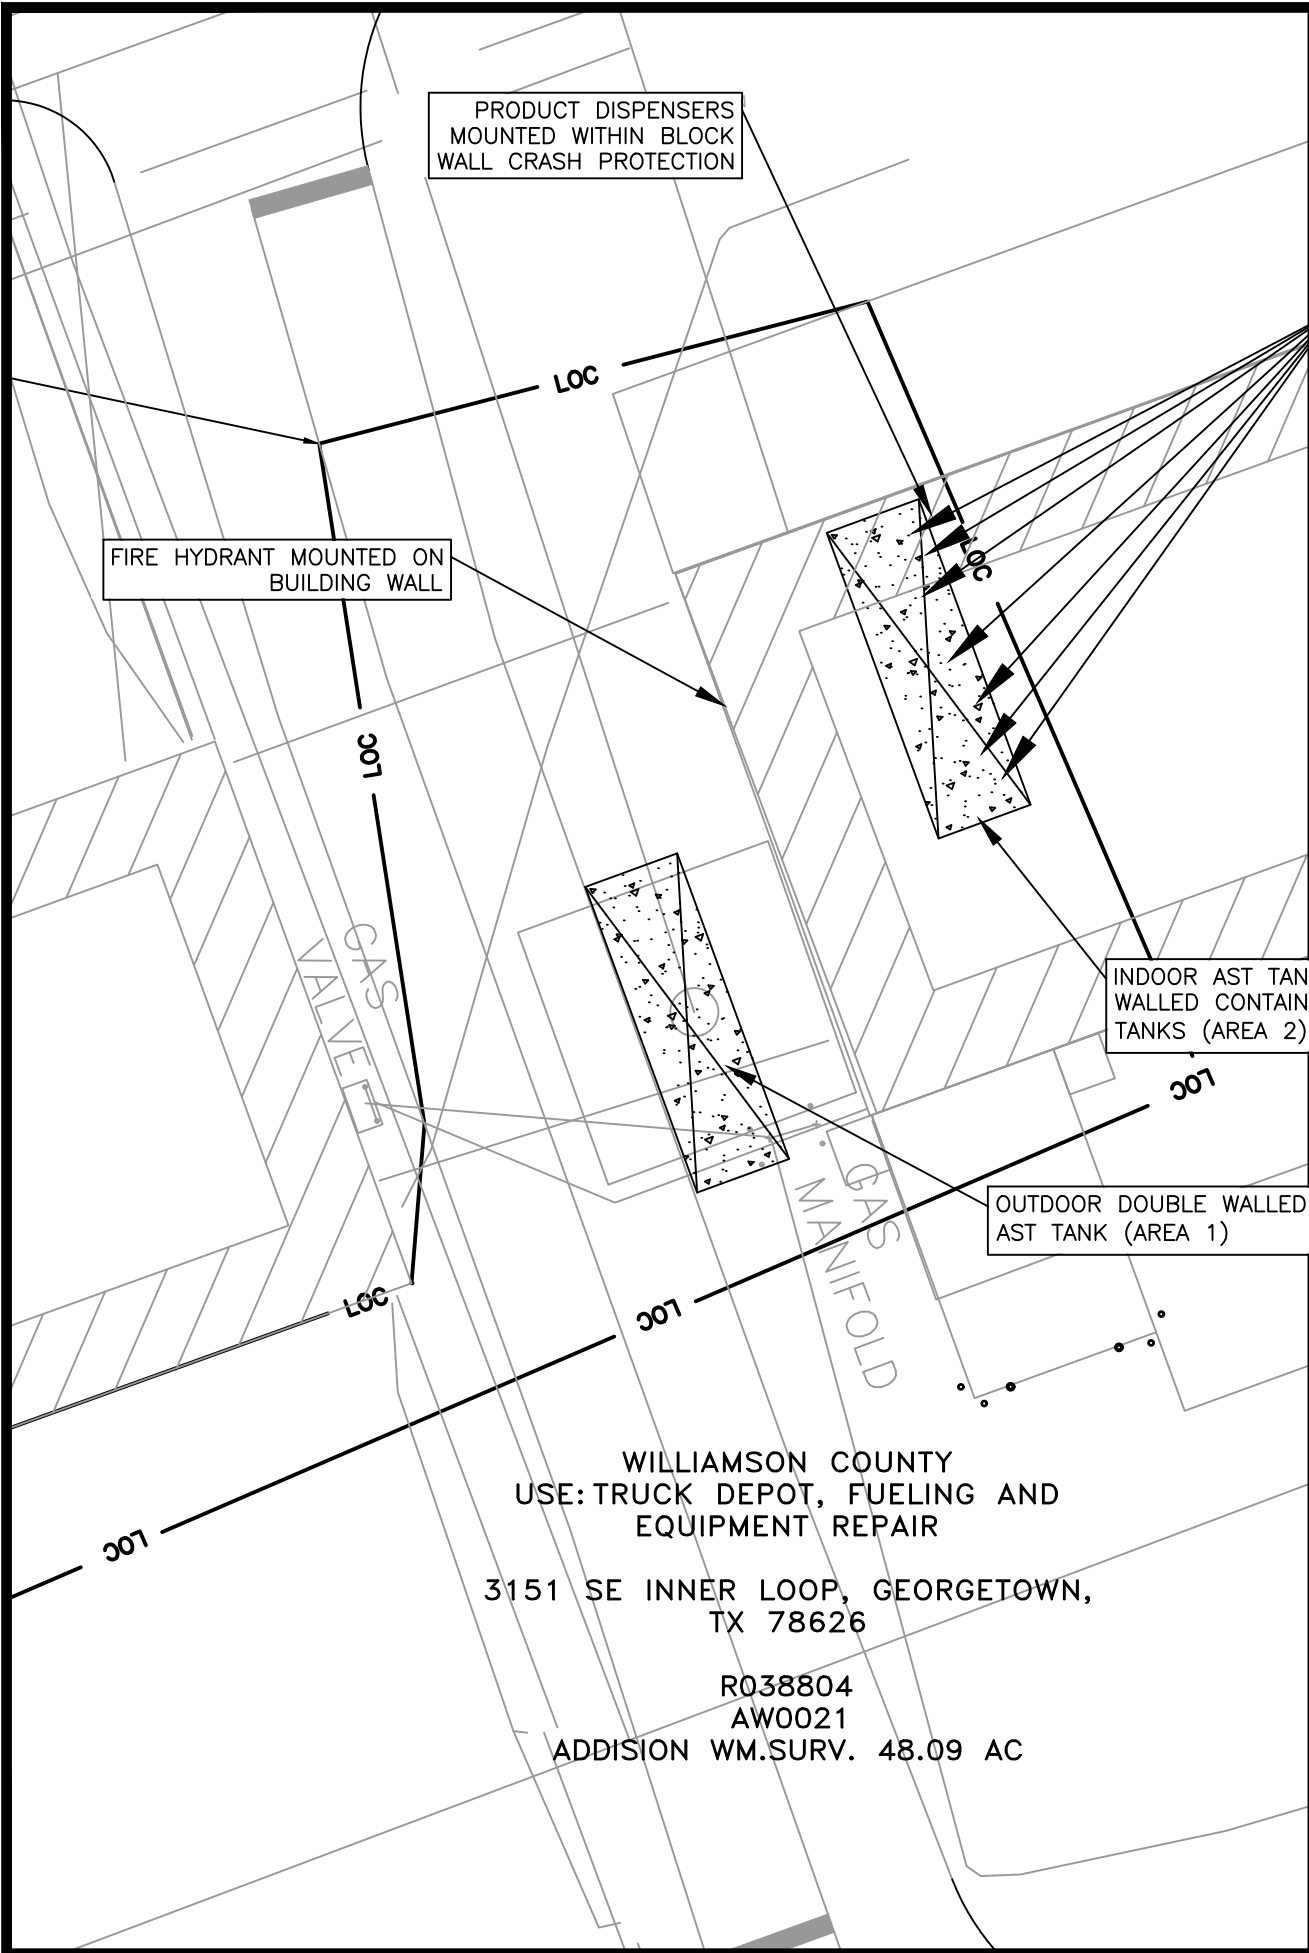 PRODUCT DISPENSERS
MOUNTED WITHIN BLOCK
WALL CRASH PROTECTION
LOC
FIRE HYDRANT MOUNTED ON
BUILDING WALL
LOC
LOC
GAS
VALVE
INDOOR AST TAN
WALLED CONTAIN
TANKS (AREA 2)
LOC
OUTDOOR DOUBLE WALLED
AST TANK (AREA 1)
GAS
MANIFOLD
LOC
LOC
LOC
WILLIAMSON COUNTY
USE: TRUCK DEPOT, FUELING AND
EQUIPMENT REPAIR
3151 SE INNER LOOP, GEORGETOWN,
TX 78626
R038804
AW0021
ADDISION WM.SURV. 48.09 AC